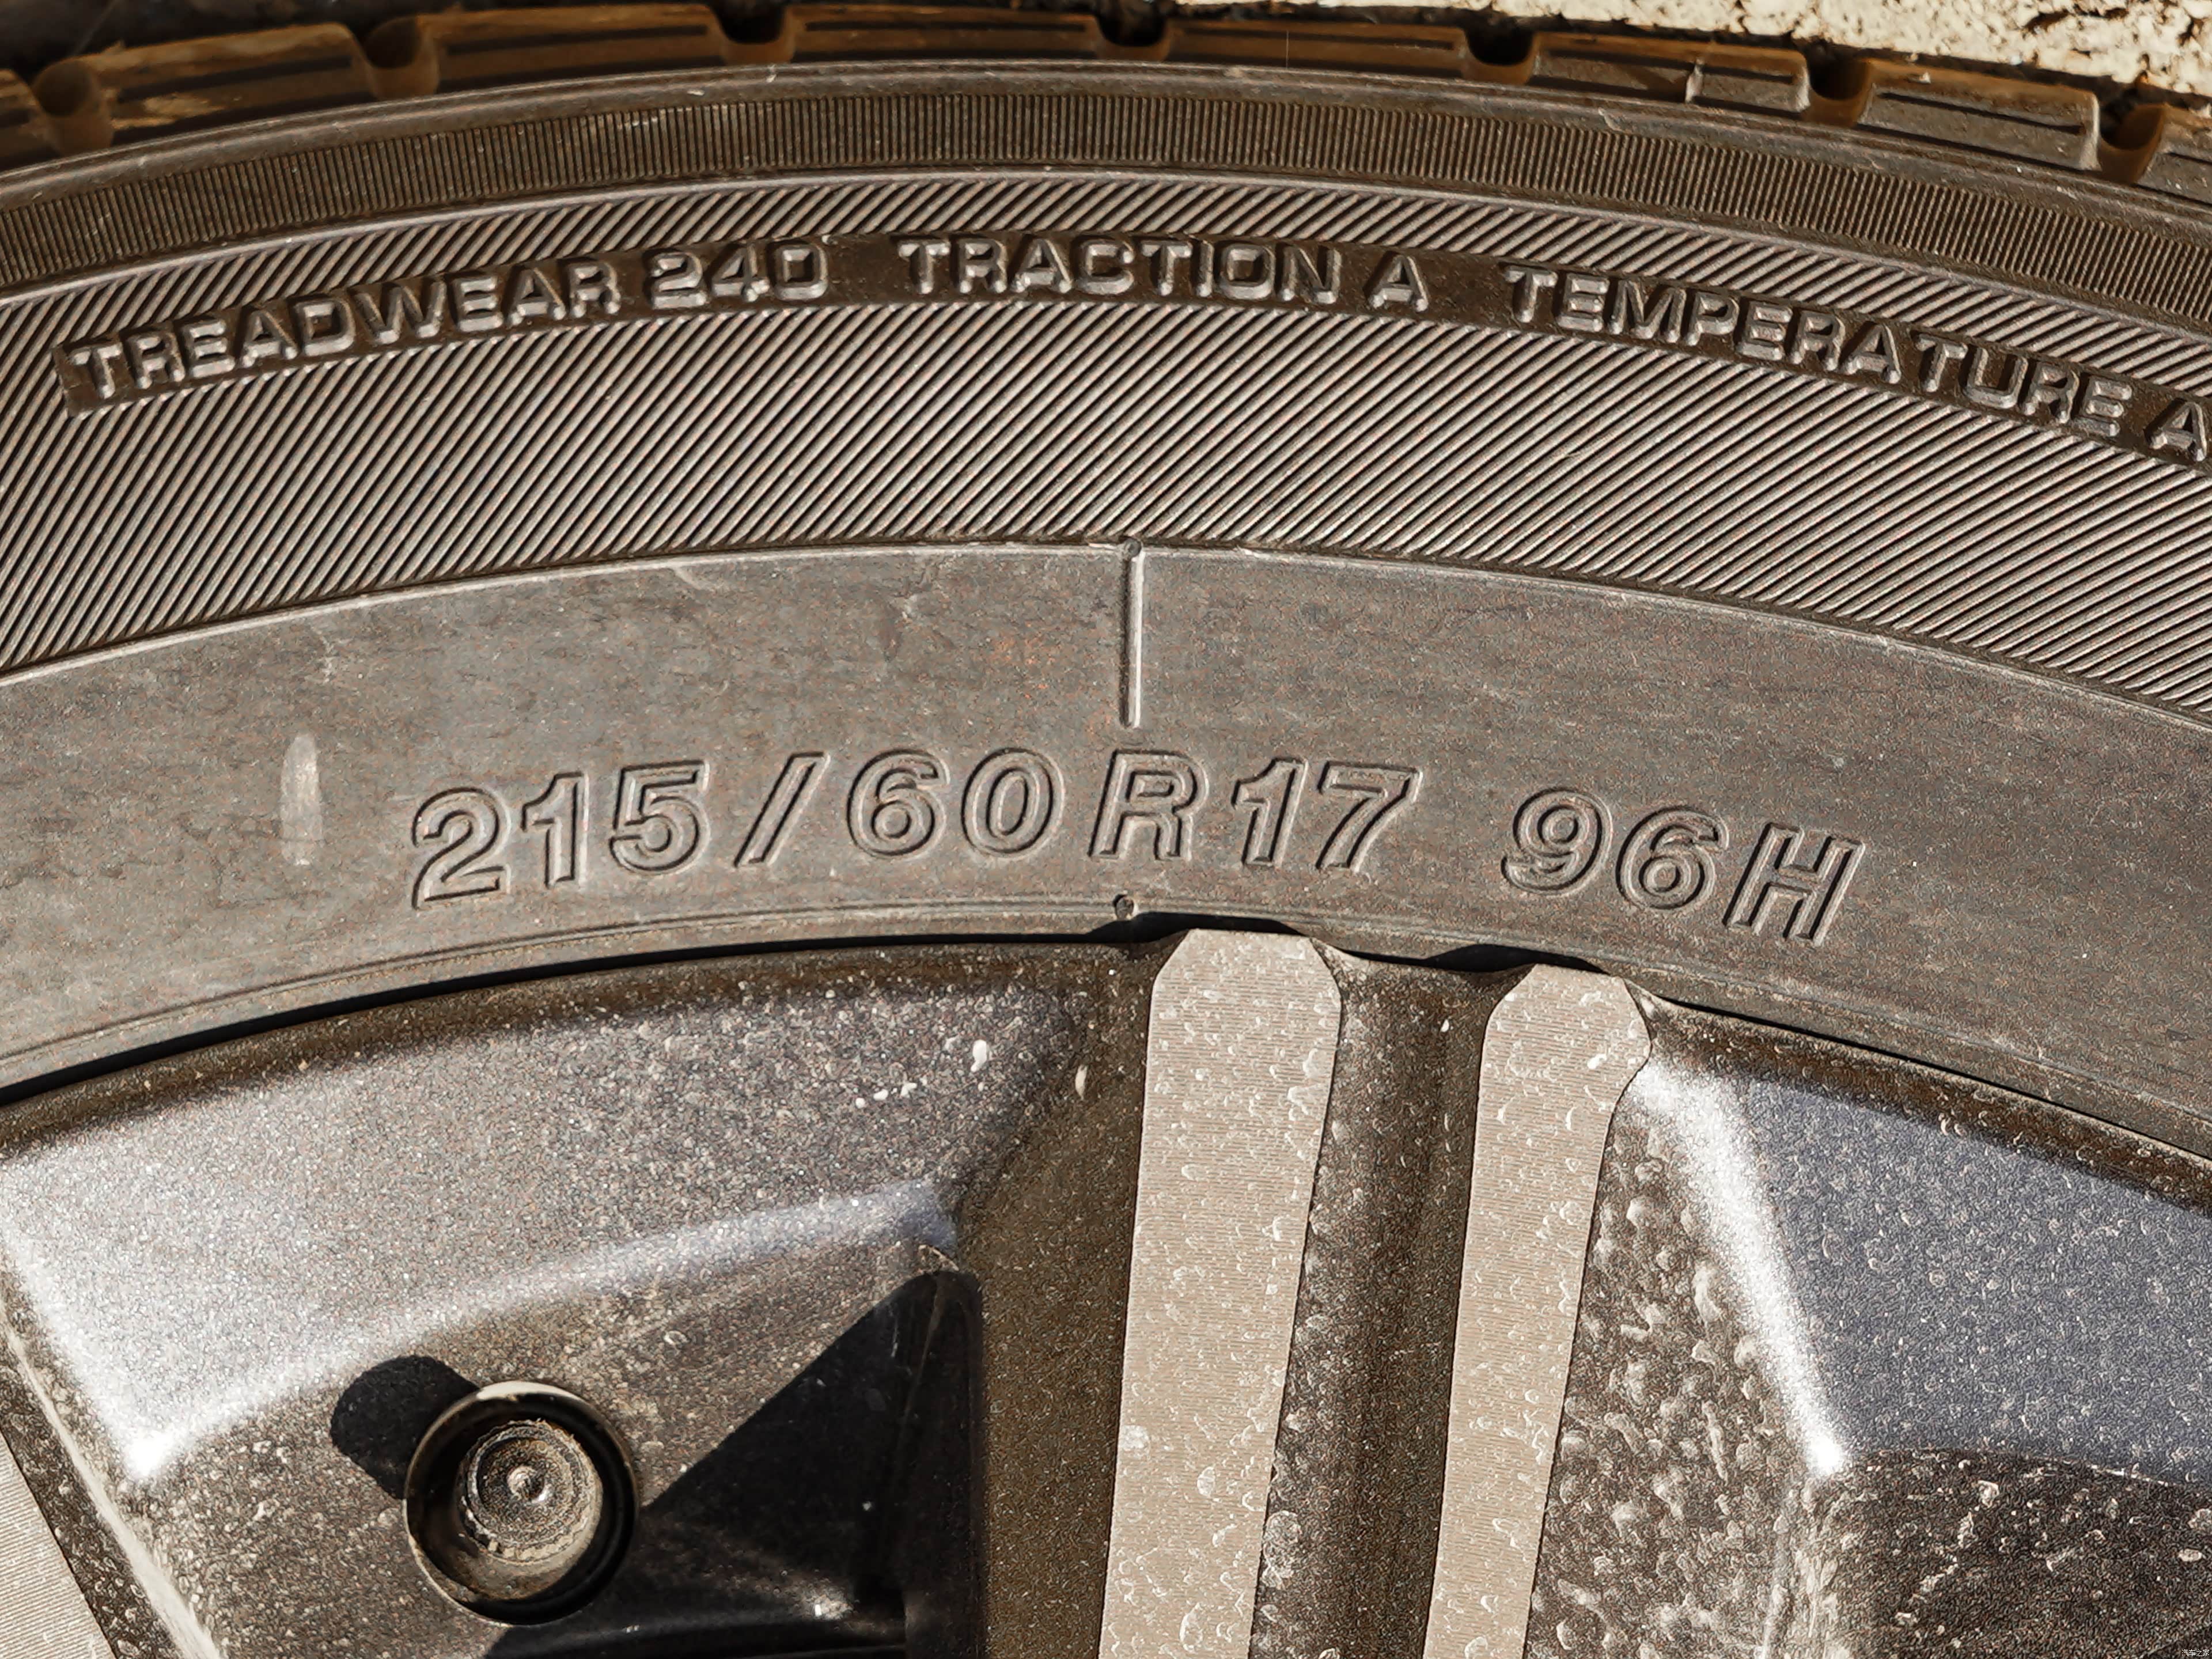 TREADWEAR 240 TRACTION A TEMPERATURE A
215/60R17 96H